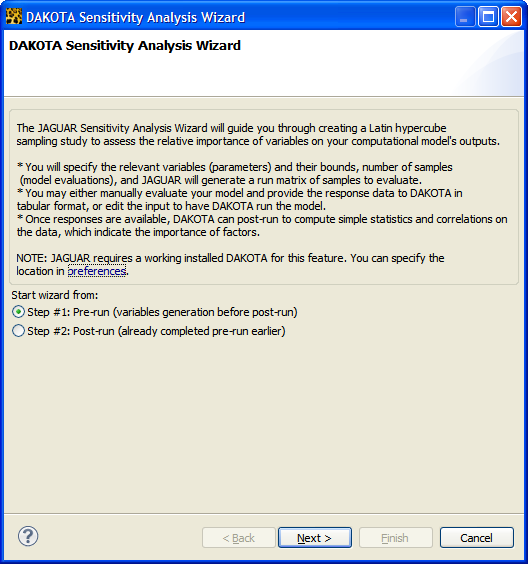 DAKOTA Sensitivity Analysis Wizard
DAKOTA Sensitivity Analysis Wizard
The JAGUAR Sensitivity Analysis Wizard will guide you through creating a Latin hypercube
sampling study to assess the relative importance of variables on your computational model's outputs.
* You will specify the relevant variables (parameters) and their bounds, number of samples
(model evaluations), and JAGUAR will generate a run matrix of samples to evaluate.
* You may either manually evaluate your model and provide the response data to DAKOTA in
tabular format, or edit the input to have DAKOTA run the model.
* Once responses are available, DAKOTA can post-run to compute simple statistics and correlations on
the data, which indicate the importance of factors.
NOTE: JAGUAR requires a working installed DAKOTA for this feature. You can specify the
location in preferences.
Start wizard from:
Step #1: Pre-run (variables generation before post-run)
Step #2: Post-run (already completed pre-run earlier)
? < Back Next > Finish Cancel